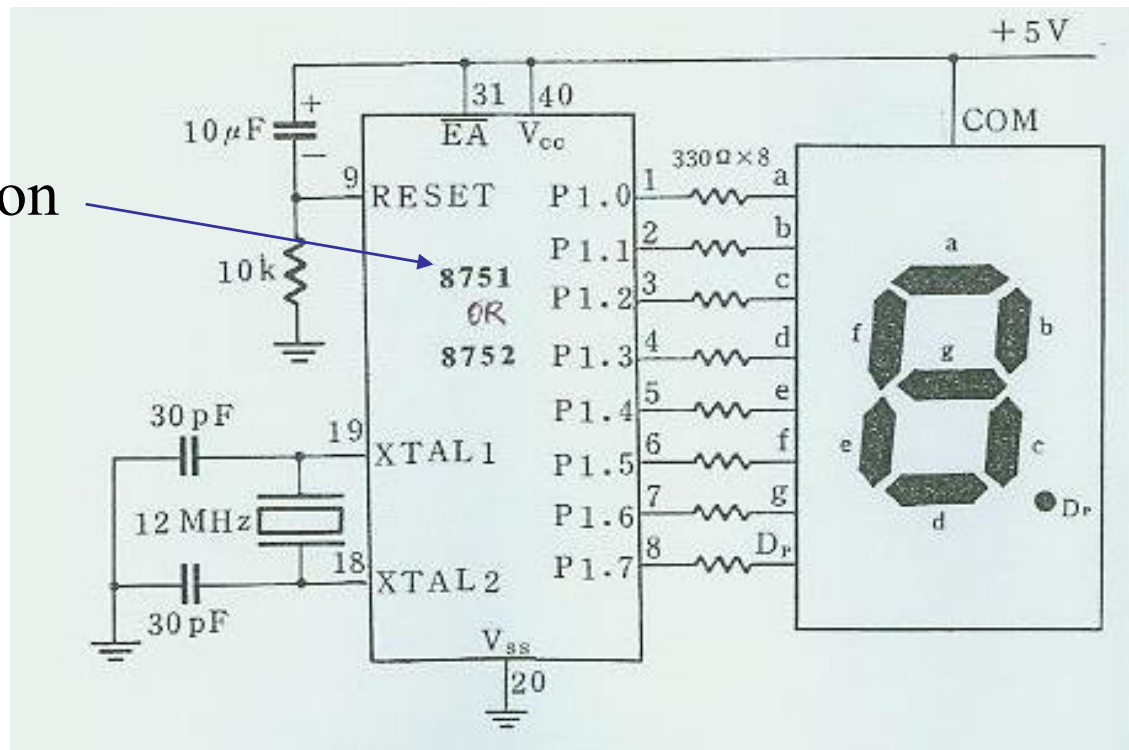 +5V
31 40
COM
10μF
+
EA Vcc
330Ω×8
−
on
9
RESET
P1.0 1 a
P1.1 2 b
a
10k
8751
P1.2 3 c
OR
f
b
8752
P1.3 4 d
g
30pF
P1.4 5 e
19
XTAL1
P1.5 6 f
e
c
12 MHz
P1.6 7 g
d
DP
18
XTAL2
P1.7 8 DP
30pF
Vss
20